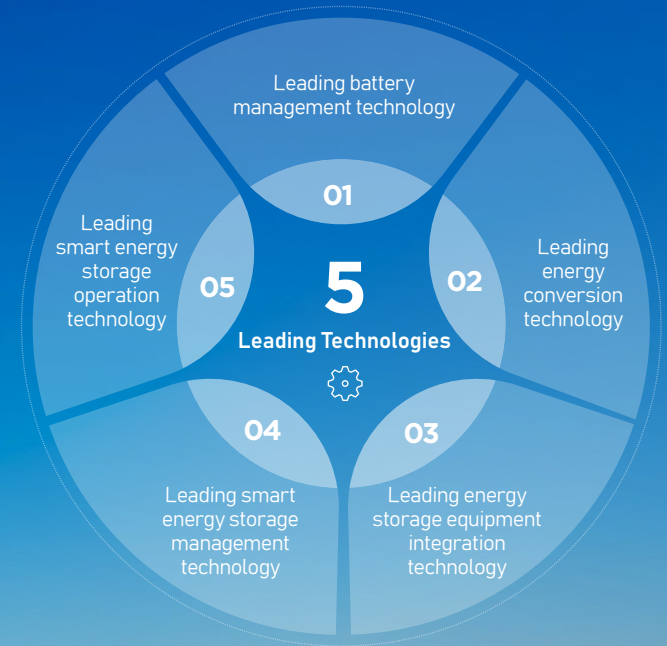 Leading battery
management technology
01
Leading
energy
conversion
technology
02
Leading energy
storage equipment
integration
technology
03
Leading smart
energy storage
management
technology
04
Leading
smart energy
storage
operation
technology
05
5
Leading Technologies